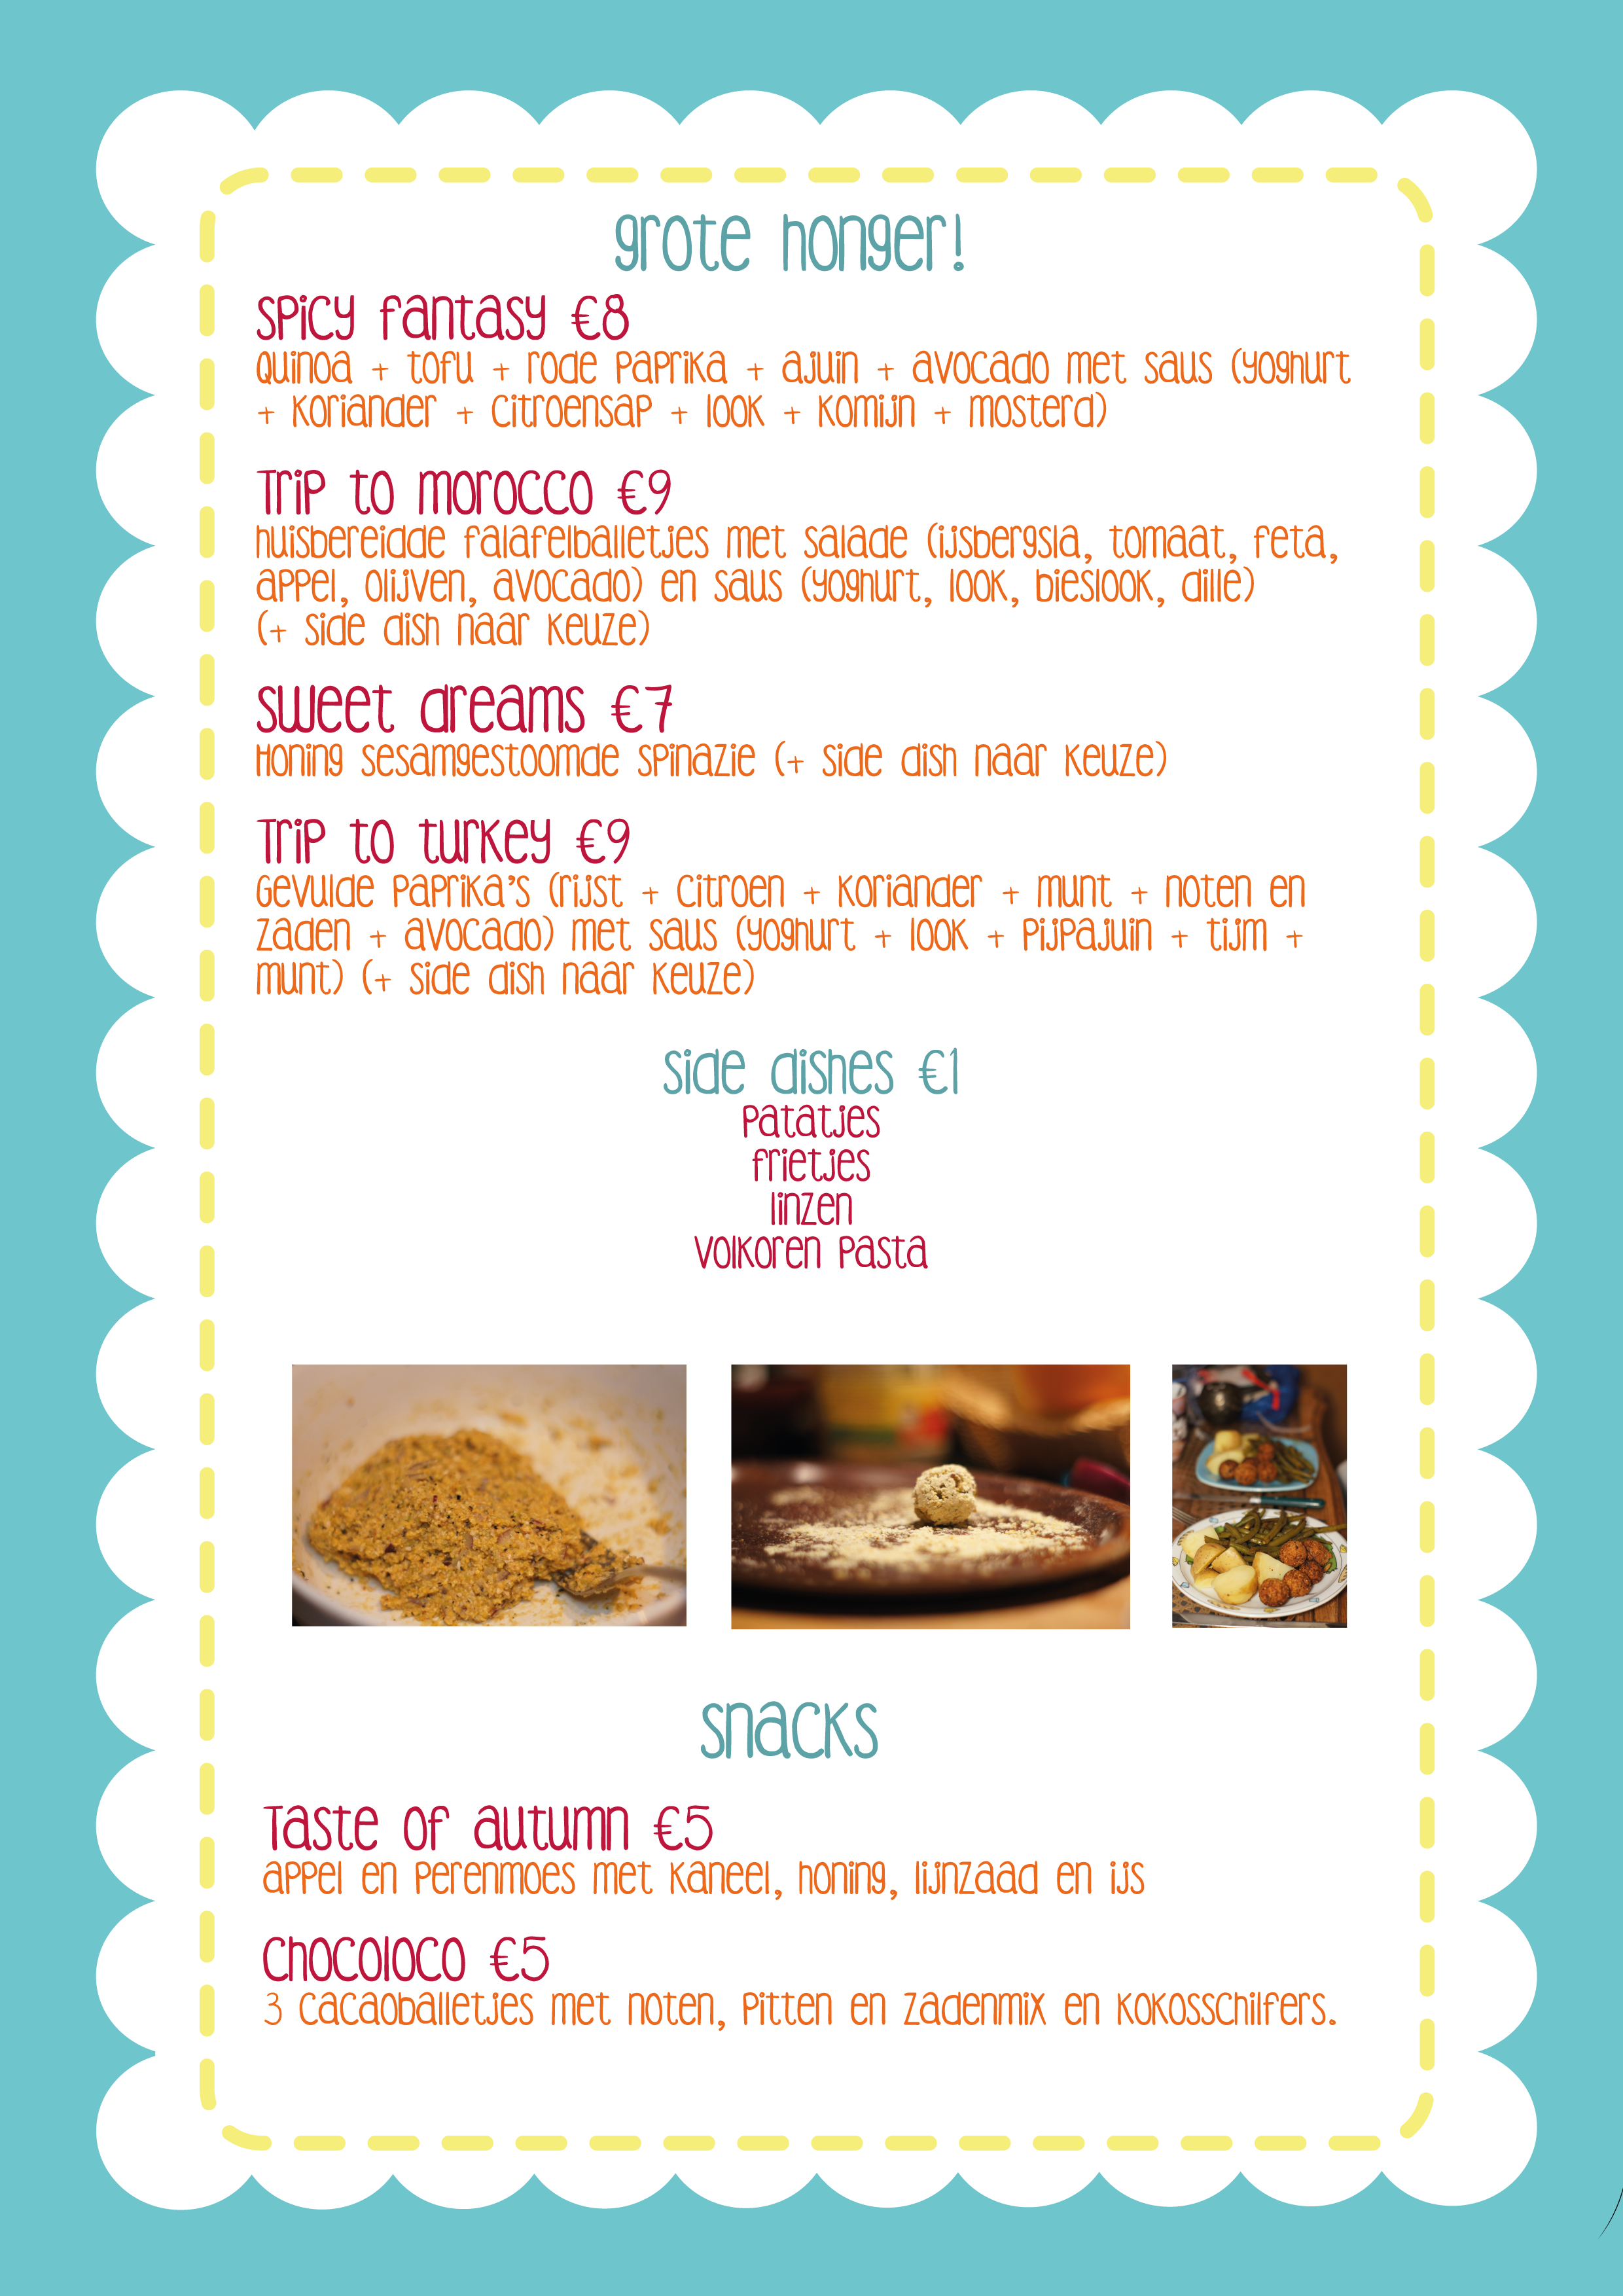 grote honger!
spicy fantasy €8
Quinoa + tofu + rode paprika + ajuin + avocado met saus (yoghurt
+ koriander + citroensap + look + komijn + mosterd)
Trip to morocco €9
huisbereidde falafelballetjes met salade (ijsbergsla, tomaat, feta,
appel, olijven, avocado) en saus (yoghurt, look, bieslook, dille)
(+ side dish naar keuze)
sweet dreams €7
Honing sesamgestoomde spinazie (+ side dish naar keuze)
Trip to turkey €9
Gevulde paprika's (rijst + citroen + koriander + munt + noten en
zaden + avocado) met saus (yoghurt + look + pijpajuin + tijm +
munt) (+ side dish naar keuze)
side dishes €1
patatjes
frietjes
linzen
Volkoren pasta
snacks
Taste of autumn €5
appel en perenmoes met kaneel, honing, lijnzaad en ijs
Chocoloco €5
3 cacaoballetjes met noten, pitten en zadenmix en kokosschilfers.